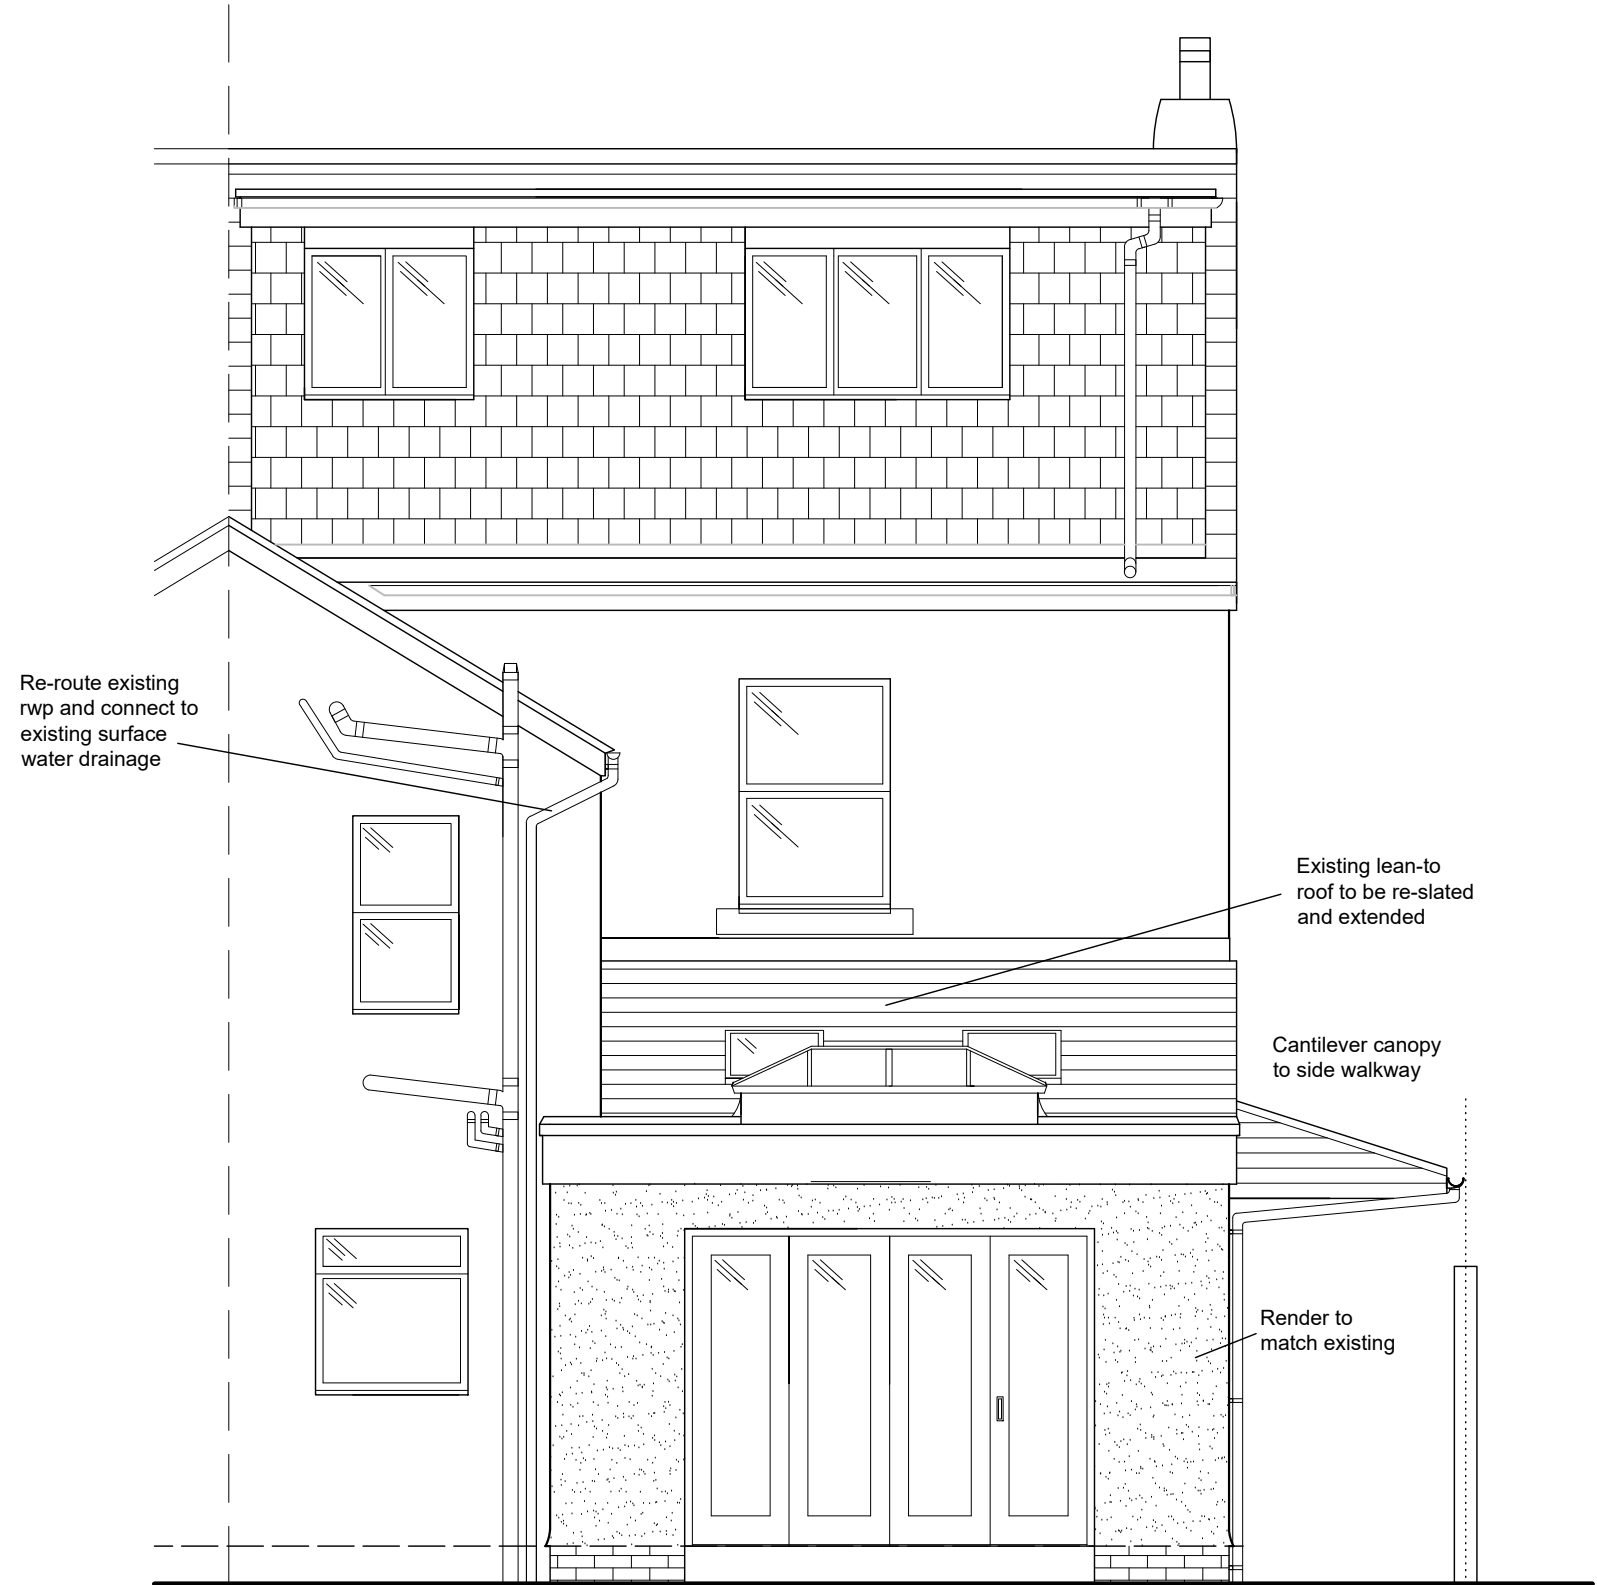 Re-route existing
rwp and connect to
existing surface
water drainage
Existing lean-to
roof to be re-slated
and extended
Cantilever canopy
to side walkway
Render to
match existing